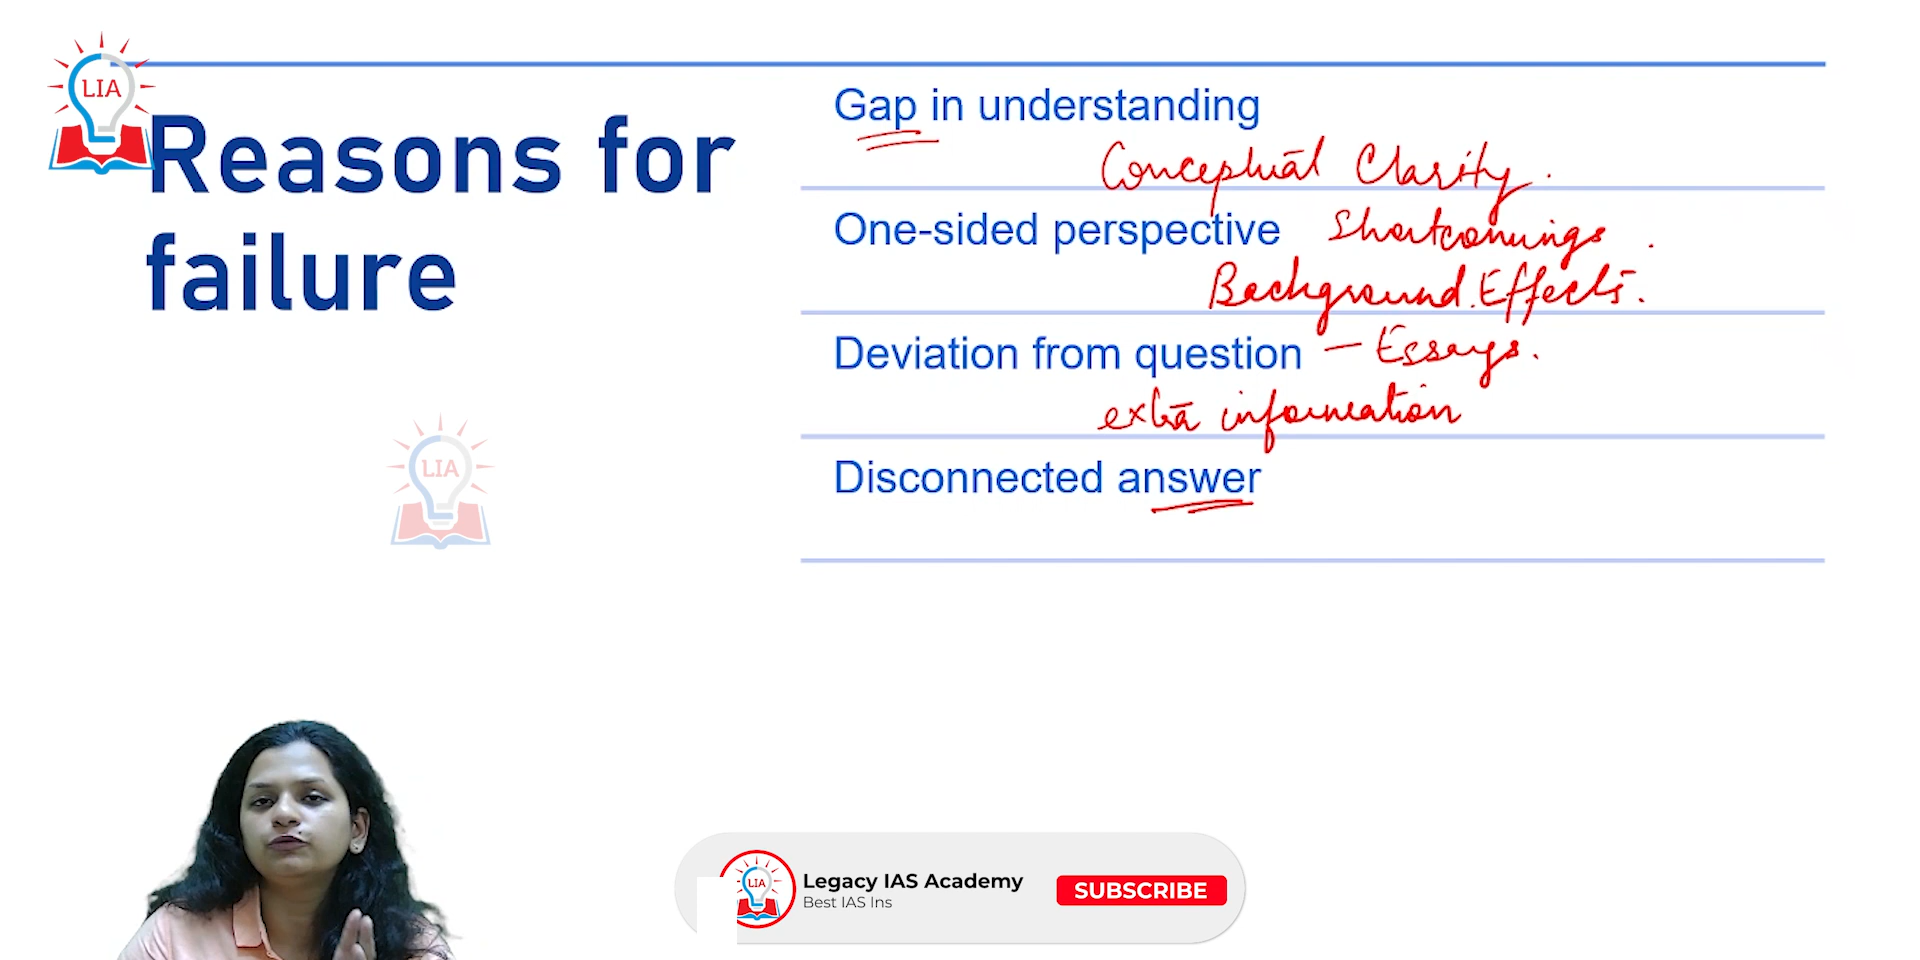 LIA
Reasons for
failure
Gap in understanding
Conceptual Clarity.
One-sided perspective Shortcomings.
Background Effects.
Deviation from question – Essays.
extra information
Disconnected answer
LIA
LIA
Legacy IAS Academy
Best IAS Ins
SUBSCRIBE